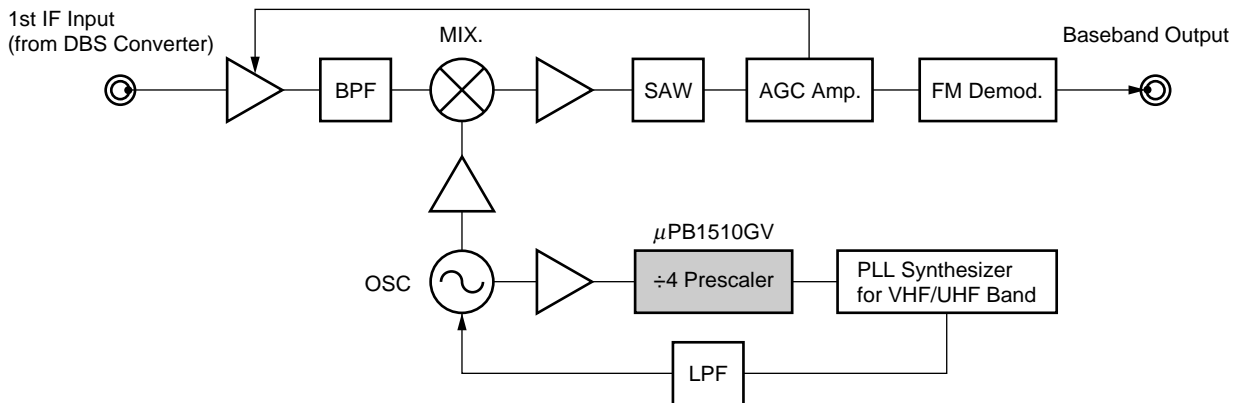 1st IF Input
(from DBS Converter)
MIX.
Baseband Output
BPF
SAW
AGC Amp.
FM Demod.
μPB1510GV
OSC
÷4 Prescaler
PLL Synthesizer
for VHF/UHF Band
LPF